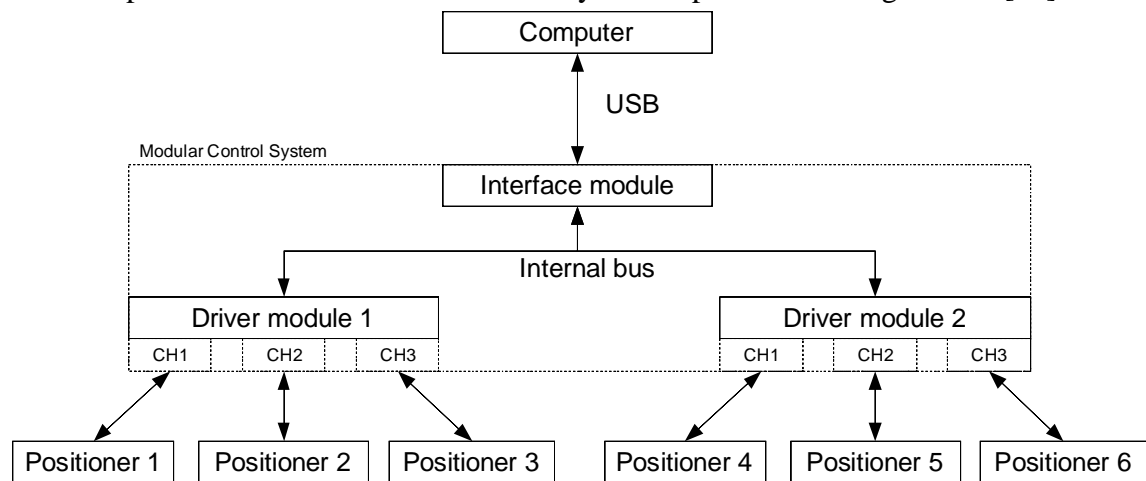 Computer
USB
Modular Control System
Interface module
Internal bus
Driver module 1
Driver module 2
CH1
CH2
CH3
CH1
CH2
CH3
Positioner 1
Positioner 2
Positioner 3
Positioner 4
Positioner 5
Positioner 6